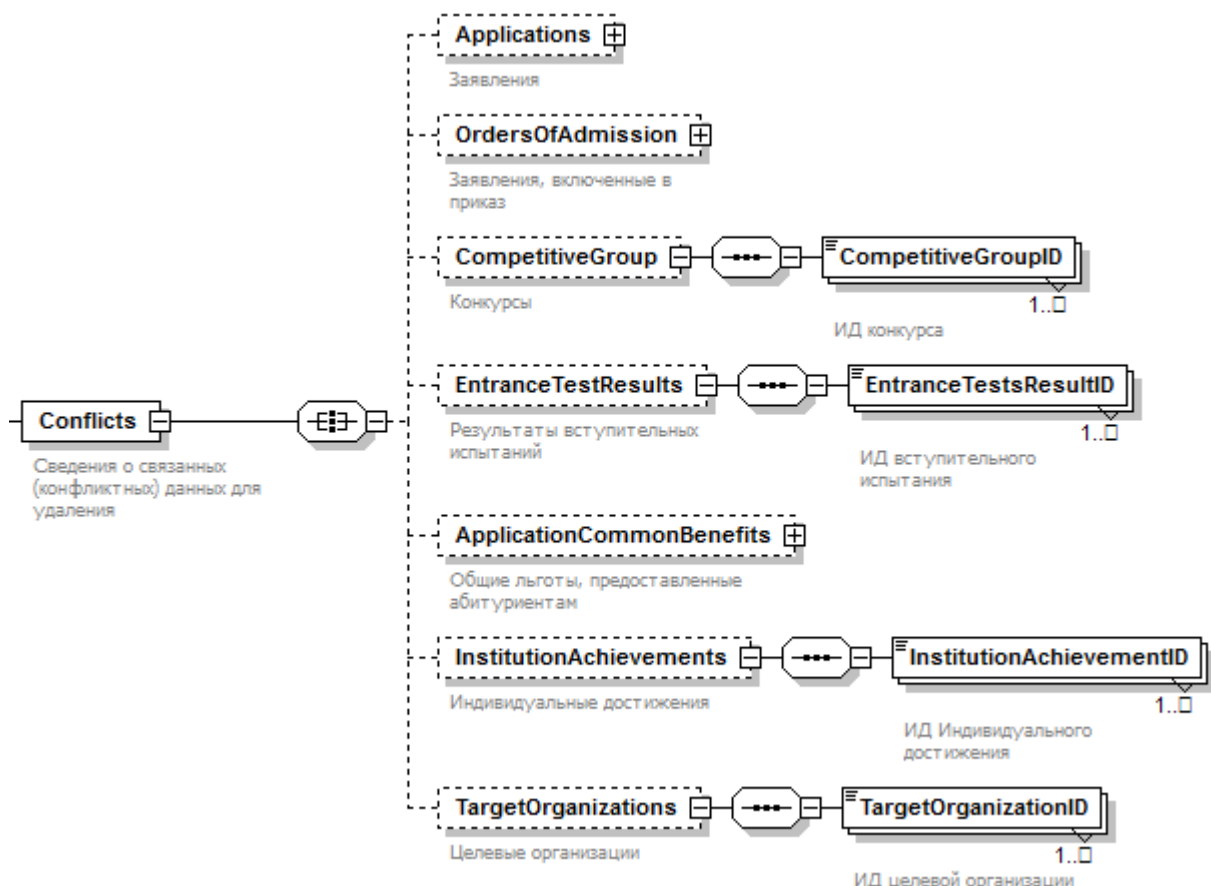 Applications
Заявления
OrdersOfAdmission
Заявления, включенные в
приказ
CompetitiveGroup
Конкурсы
CompetitiveGroupID
1..□
ИД конкурса
EntranceTestResults
Результаты вступительных
испытаний
EntranceTestsResultID
1..□
ИД вступительного
испытания
Conflicts
Сведения о связанных
(конфликтных) данных для
удаления
ApplicationCommonBenefits
Общие льготы, предоставленные
абитуриентам
InstitutionAchievements
Индивидуальные достижения
InstitutionAchievementID
1..□
ИД Индивидуального
достижения
TargetOrganizations
Целевые организации
TargetOrganizationID
1..□
ИД целевой организации